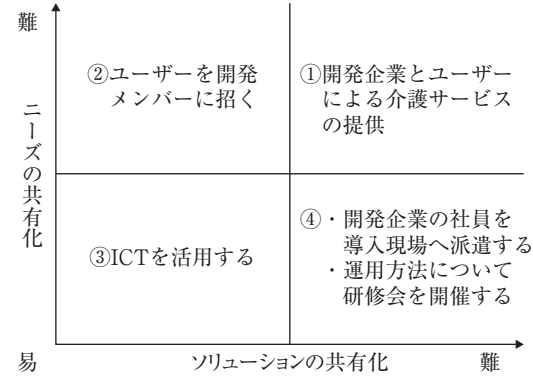 難
②ユーザーを開発
メンバーに招く
①開発企業とユーザー
による介護サービス
の提供
ニーズの共有化
③ICTを活用する
④・開発企業の社員を
導入現場へ派遣する
・運用方法について
研修会を開催する
易
ソリューションの共有化
難